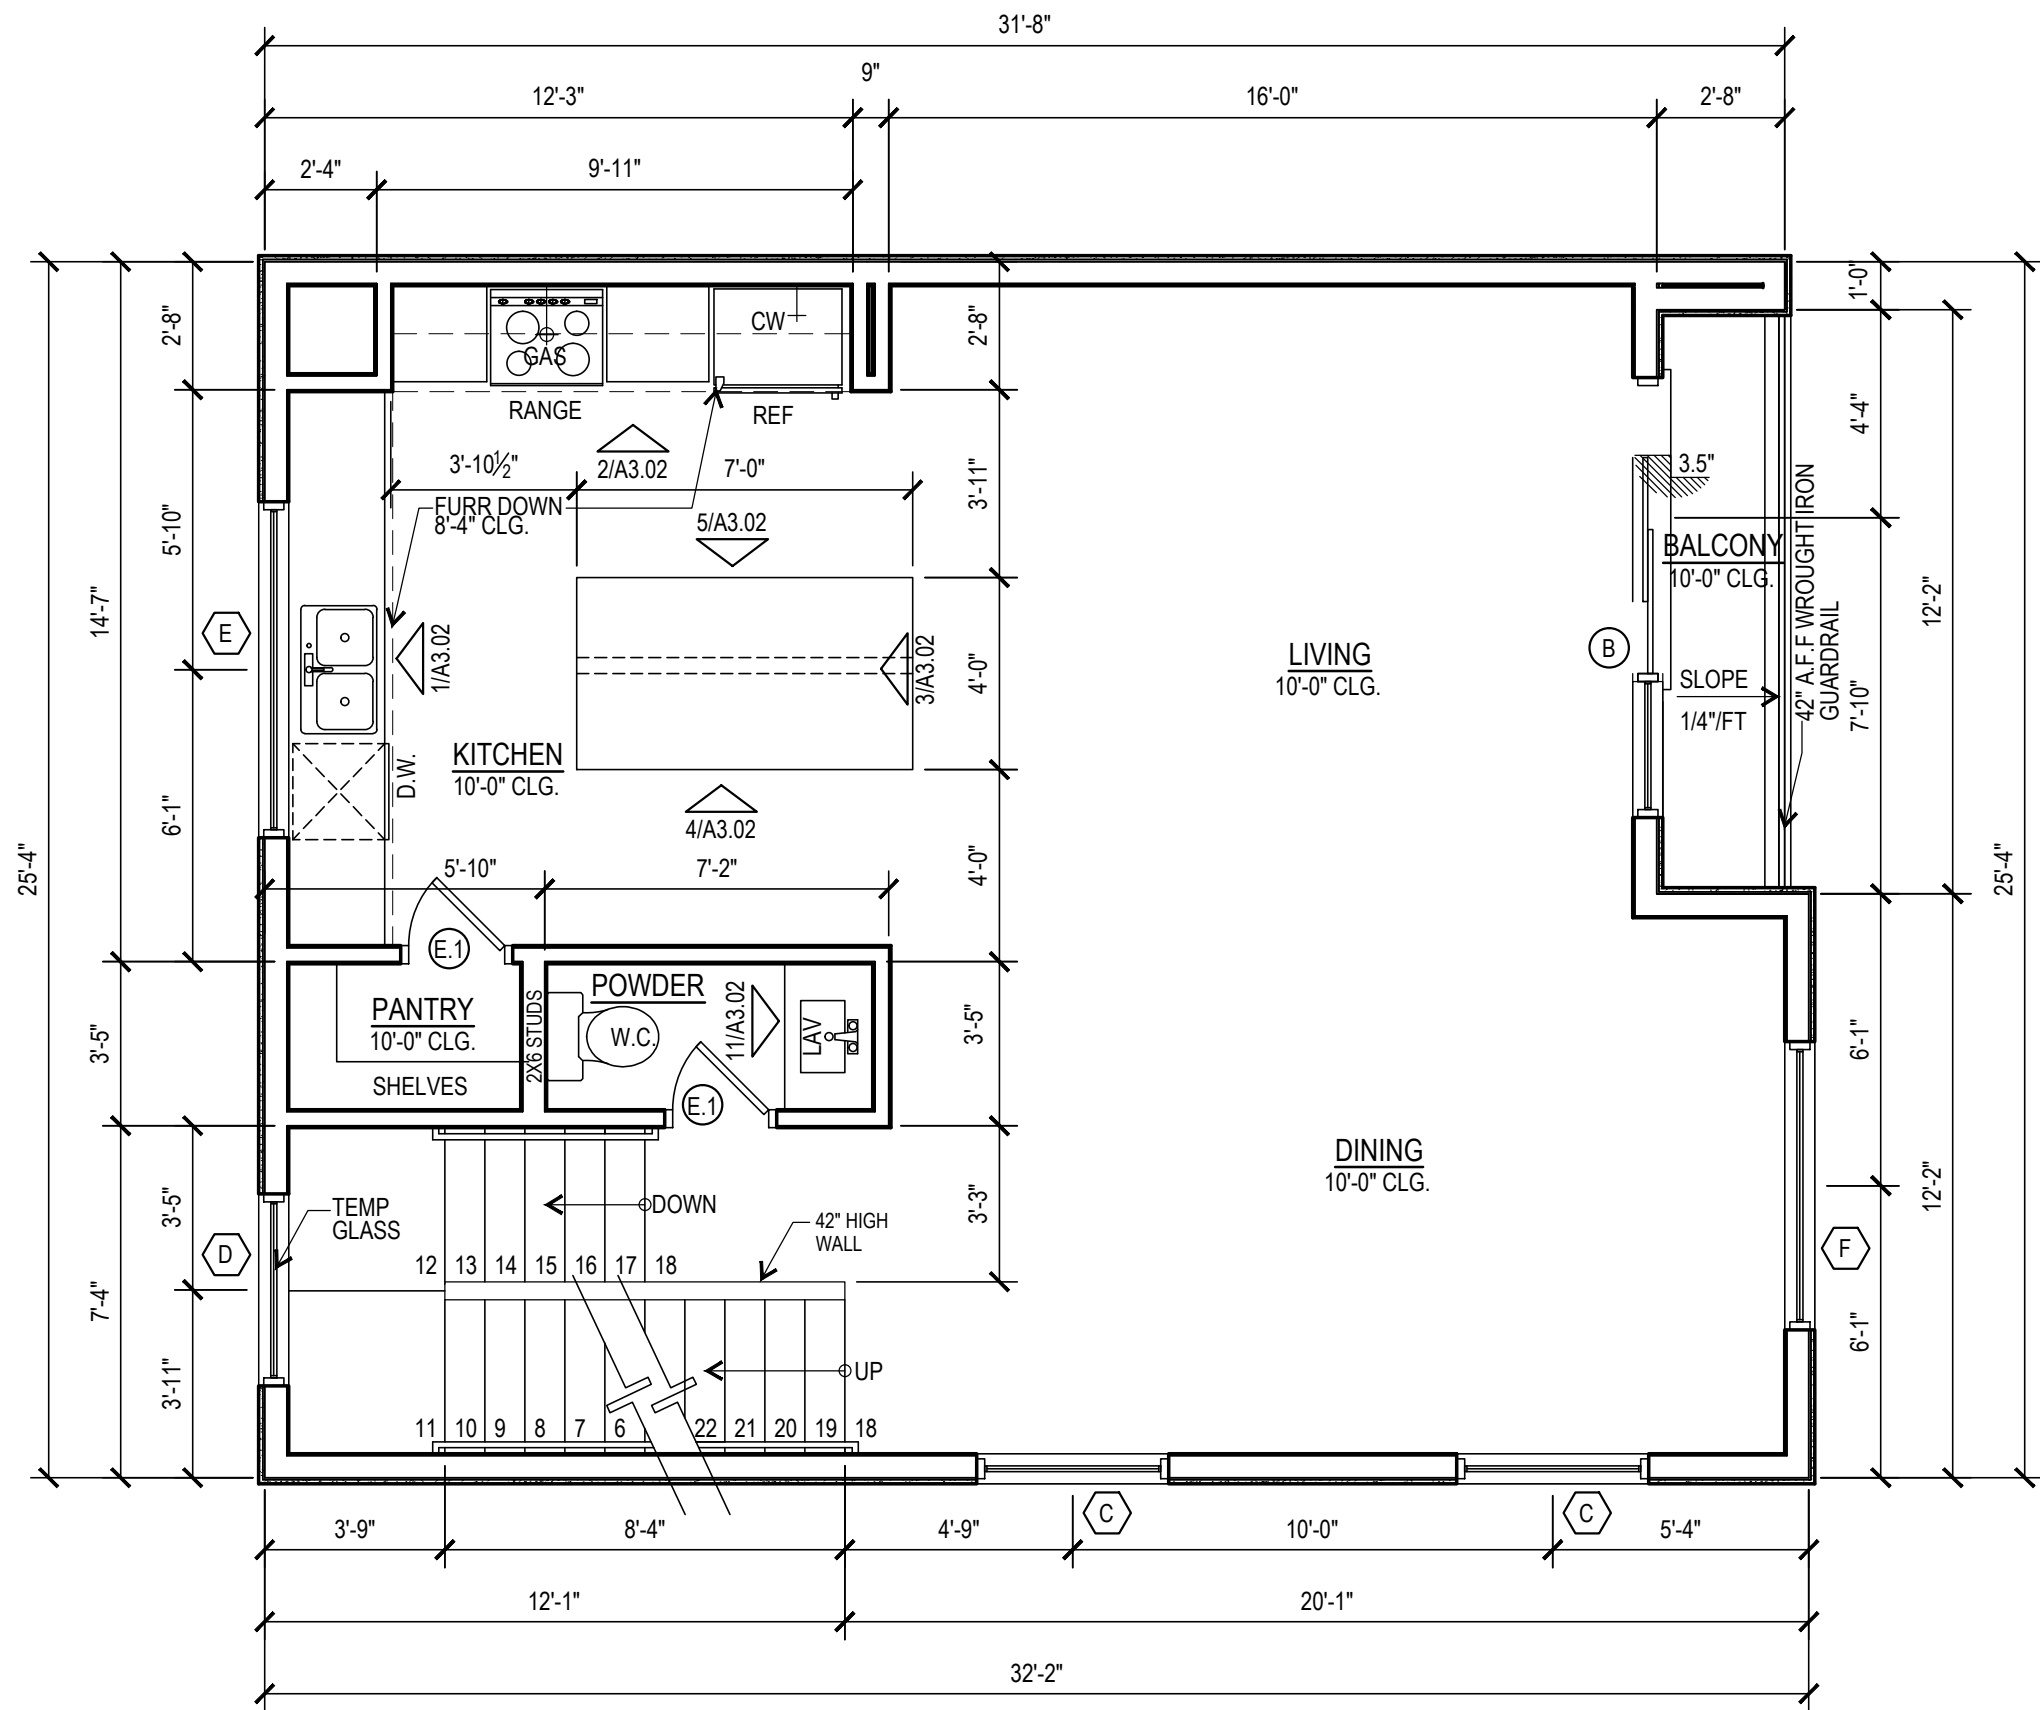 31'-8"
9"
12'-3"
16'-0"
2'-8"
2'-4"
9'-11"
1'-0"
2'-8"
2'-8"
CW
GAS
RANGE
REF
4'-4"
3'-10½"
2/A3.02
7'-0"
3.5"
3'-11"
FURR DOWN
8'-4" CLG.
5/A3.02
5'-10"
BALCONY
10'-0" CLG.
42" A.F.F WROUGHT IRON
GUARDRAIL
14'-7"
12'-2"
E
1/A3.02
3/A3.02
4'-0"
LIVING
10'-0" CLG.
B
SLOPE
1/4"/FT
7'-10"
KITCHEN
10'-0" CLG.
D.W.
6'-1"
4/A3.02
25'-4"
5'-10"
7'-2"
4'-0"
25'-4"
E.1
POWDER
PANTRY
10'-0" CLG.
2X6 STUDS
W.C.
11/A3.02
LAV
3'-5"
3'-5"
6'-1"
SHELVES
E.1
DINING
10'-0" CLG.
3'-5"
TEMP
GLASS
DOWN
42" HIGH
WALL
3'-3"
12'-2"
D
F
12 13 14 15 16 17 18
7'-4"
6'-1"
3'-11"
UP
11 10 9 8 7 6 22 21 20 19 18
C
C
3'-9"
8'-4"
4'-9"
10'-0"
5'-4"
12'-1"
20'-1"
32'-2"